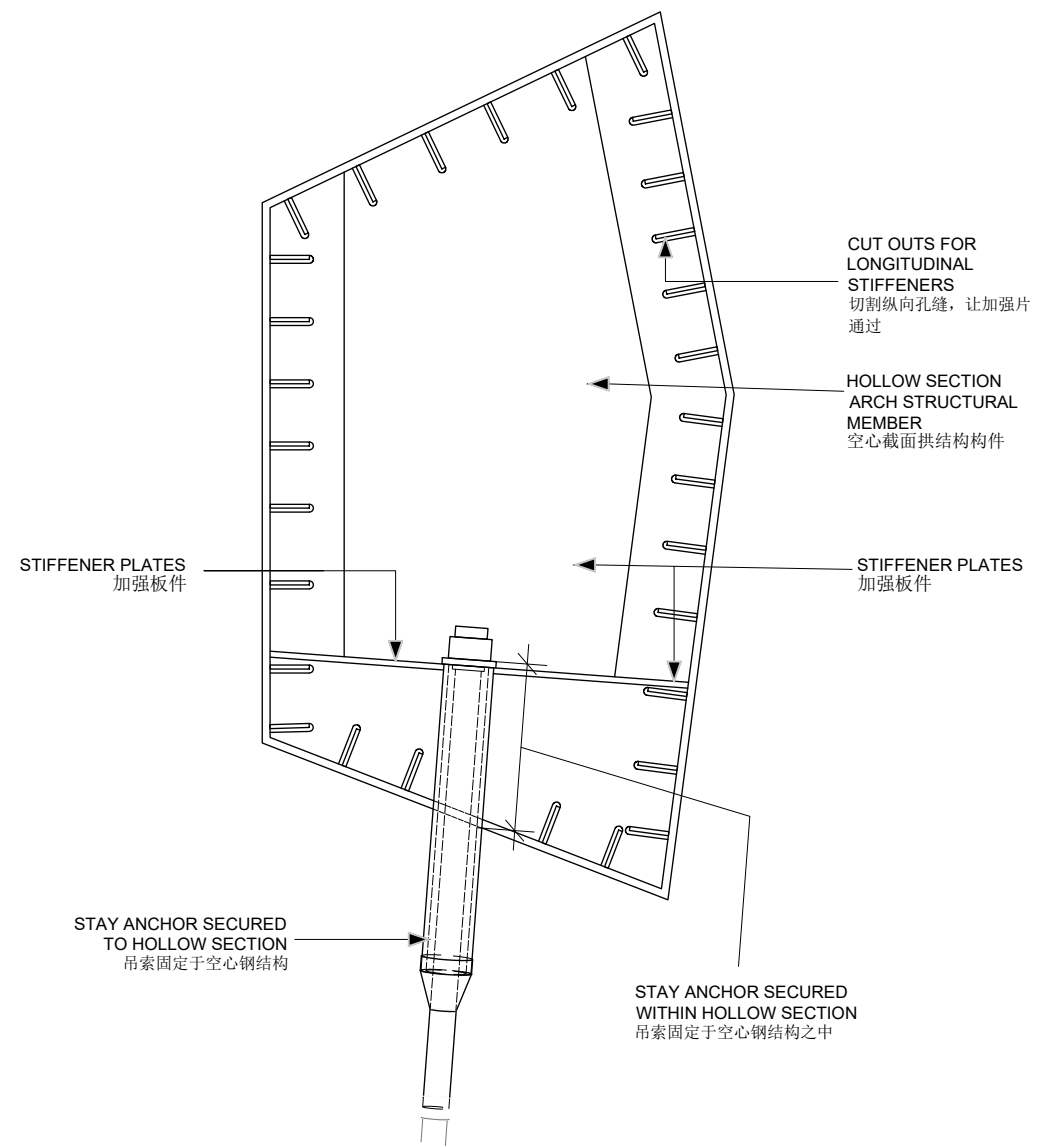 CUT OUTS FOR
LONGITUDINAL
STIFFENERS
切割纵向孔缝，让加强片
通过
HOLLOW SECTION
ARCH STRUCTURAL
MEMBER
空心截面拱结构构件
STIFFENER PLATES
加强板件
STIFFENER PLATES
加强板件
STAY ANCHOR SECURED
TO HOLLOW SECTION
吊索固定于空心钢结构
STAY ANCHOR SECURED
WITHIN HOLLOW SECTION
吊索固定于空心钢结构之中